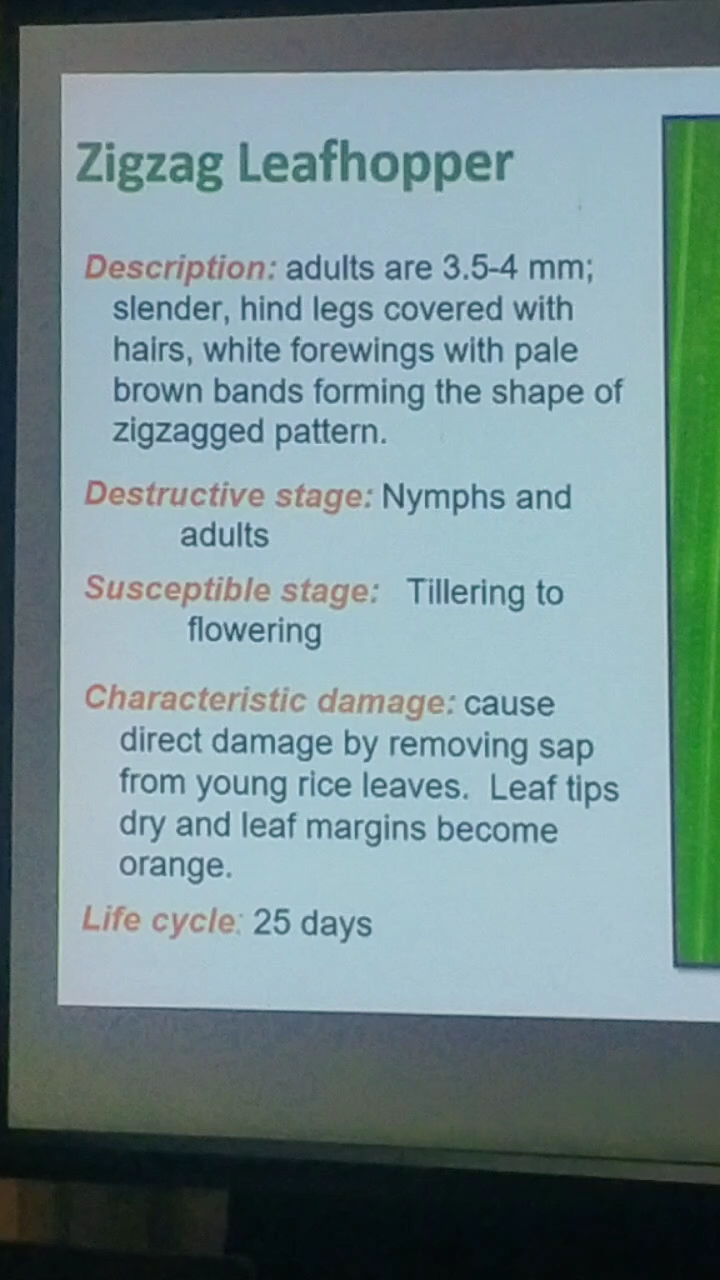 Zigzag Leafhopper
Description: adults are 3.5-4 mm;
slender, hind legs covered with
hairs, white forewings with pale
brown bands forming the shape of
zigzagged pattern.
Destructive stage: Nymphs and
adults
Susceptible stage: Tillering to
flowering
Characteristic damage: cause
direct damage by removing sap
from young rice leaves. Leaf tips
dry and leaf margins become
orange.
Life cycle: 25 days